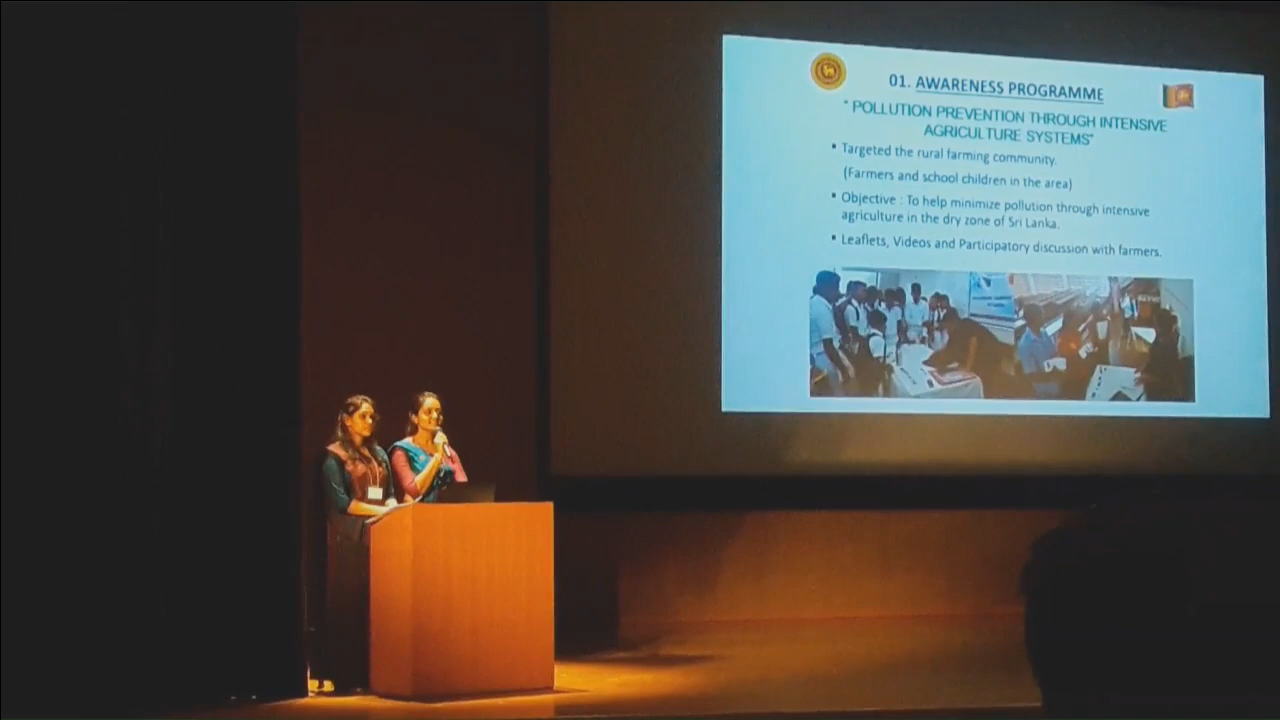 01. AWARENESS PROGRAMME
" POLLUTION PREVENTION THROUGH INTENSIVE
AGRICULTURE SYSTEMS"
▪ Targeted the rural farming community.
(Farmers and school children in the area)
▪ Objective : To help minimize pollution through intensive
agriculture in the dry zone of Sri Lanka.
▪ Leaflets, Videos and Participatory discussion with farmers.